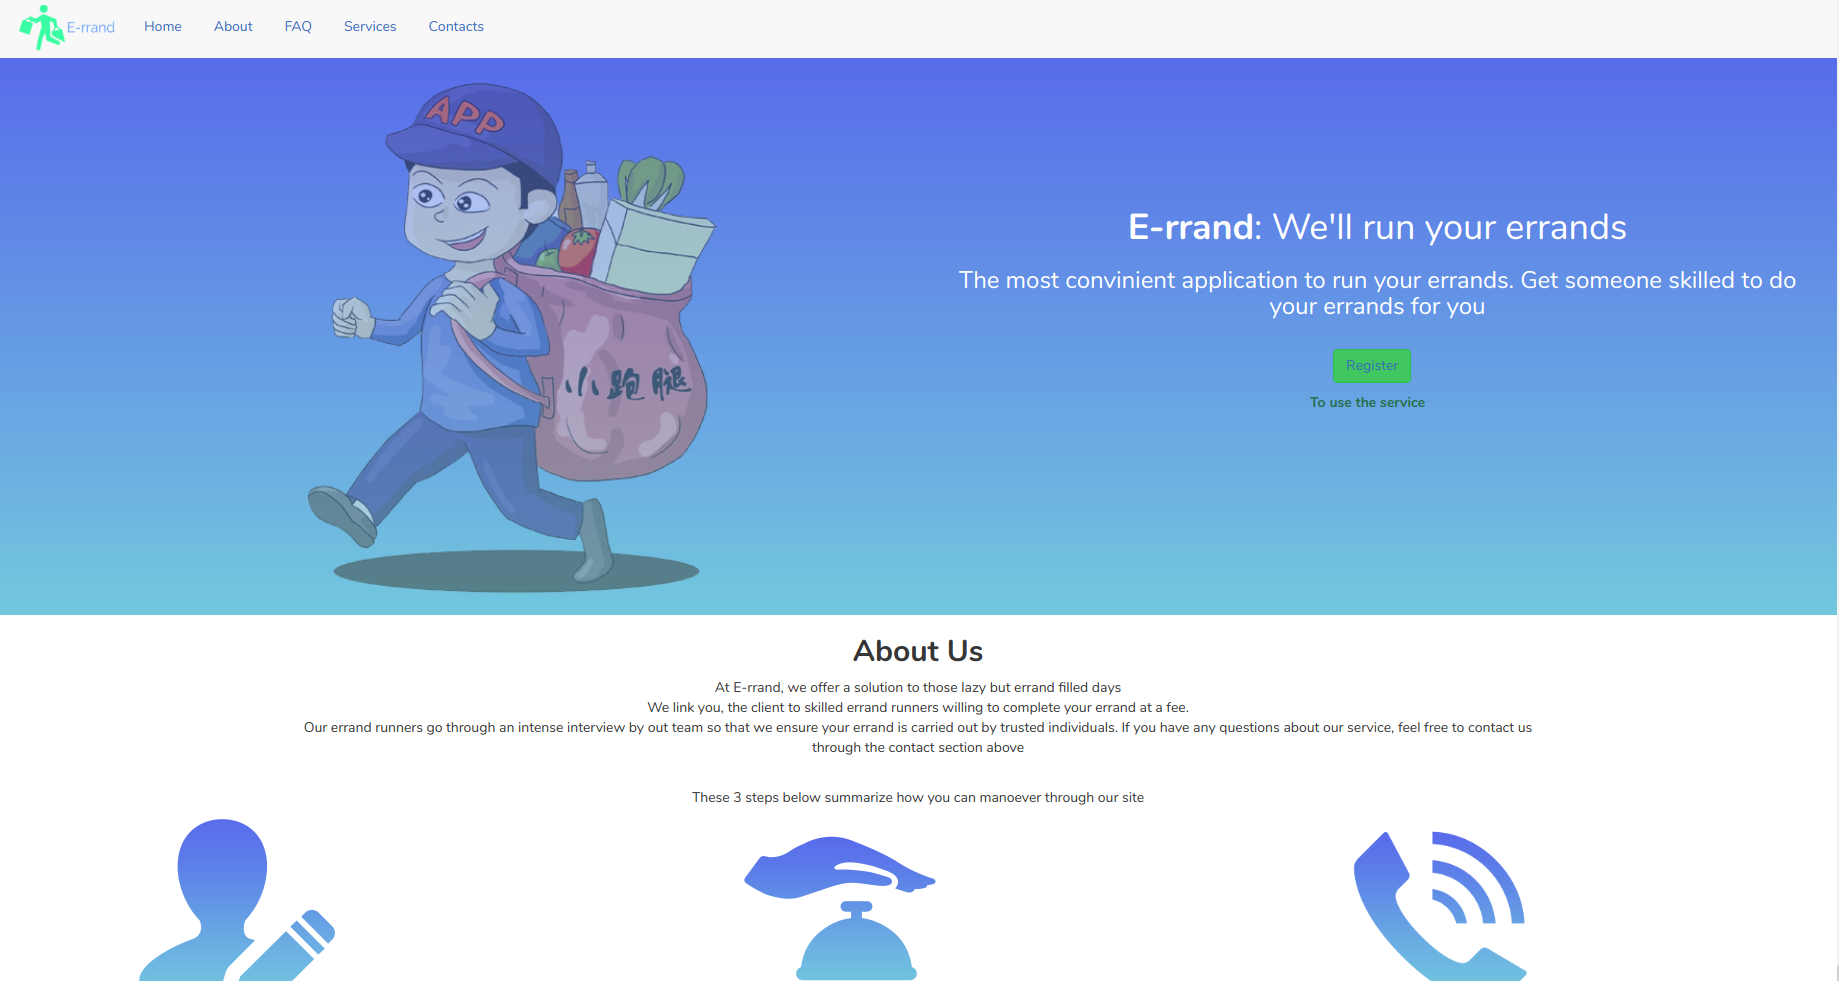 E-rrand
Home
About
FAQ
Services
Contacts
APP
小跑腿
E-rrand: We'll run your errands
The most convinient application to run your errands. Get someone skilled to do
your errands for you
Register
To use the service
About Us
At E-rrand, we offer a solution to those lazy but errand filled days
We link you, the client to skilled errand runners willing to complete your errand at a fee.
Our errand runners go through an intense interview by out team so that we ensure your errand is carried out by trusted individuals. If you have any questions about our service, feel free to contact us
through the contact section above
These 3 steps below summarize how you can manoever through our site